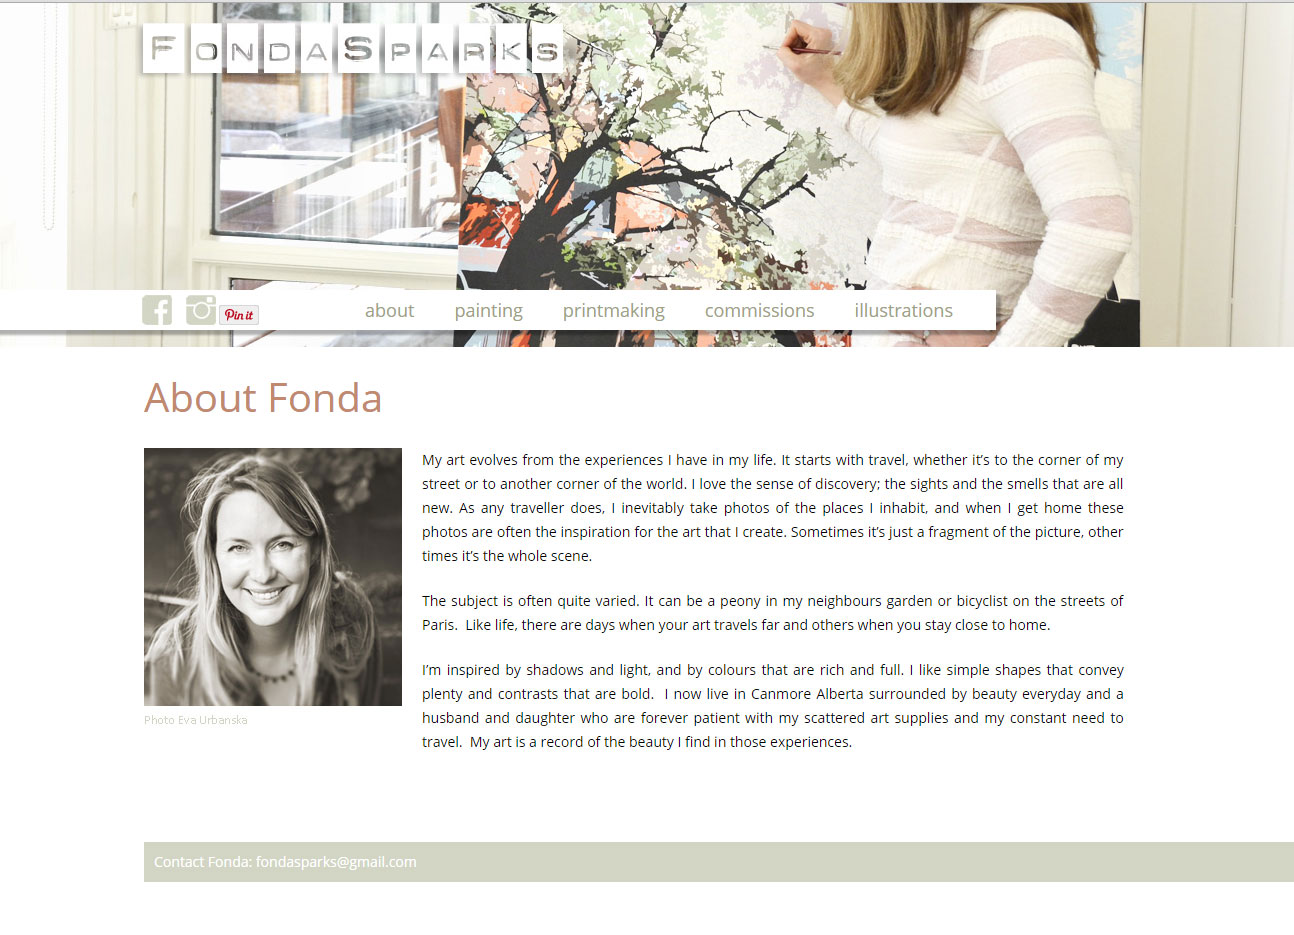 FondaSparks
Pin it
about painting printmaking commissions illustrations
About Fonda
My art evolves from the experiences I have in my life. It starts with travel, whether it’s to the corner of my
street or to another corner of the world. I love the sense of discovery; the sights and the smells that are all
new. As any traveller does, I inevitably take photos of the places I inhabit, and when I get home these
photos are often the inspiration for the art that I create. Sometimes it’s just a fragment of the picture, other
times it’s the whole scene.
The subject is often quite varied. It can be a peony in my neighbours garden or bicyclist on the streets of
Paris.  Like life, there are days when your art travels far and others when you stay close to home.
I’m inspired by shadows and light, and by colours that are rich and full. I like simple shapes that convey
plenty and contrasts that are bold.  I now live in Canmore Alberta surrounded by beauty everyday and a
husband and daughter who are forever patient with my scattered art supplies and my constant need to
travel.  My art is a record of the beauty I find in those experiences.
Photo Eva Urbanska
Contact Fonda: fondasparks@gmail.com